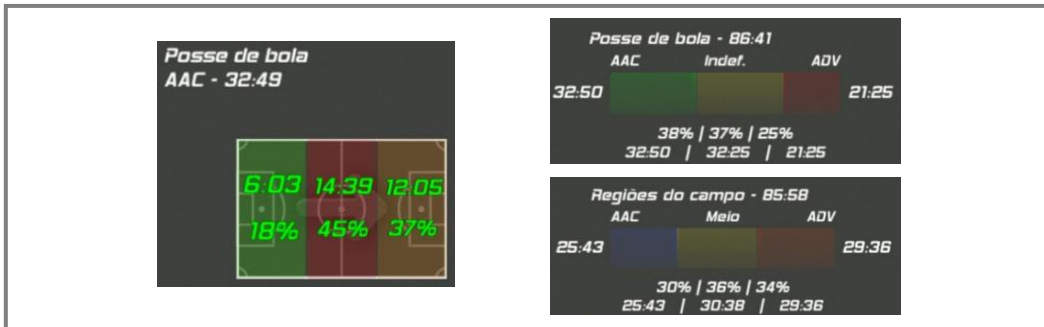 Posse de bola
AAC - 32:49
6:03 14:39 12:05
18% 45% 37%
Posse de bola - 86:41
AAC Indef. ADV
32:50 21:25
38% | 37% | 25%
32:50 | 32:25 | 21:25
Regiões do campo - 85:58
AAC Meio ADV
25:43 29:36
30% | 36% | 34%
25:43 | 30:38 | 29:36